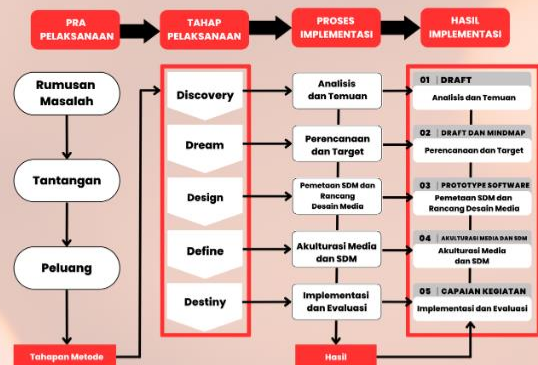 PRA
PELAKSANAAN
TAHAP
PELAKSANAAN
PROSES
IMPLEMENTASI
HASIL
IMPLEMENTASI
Rumusan
Masalah
Tantangan
Peluang
Tahapan Metode
Discovery
Dream
Design
Define
Destiny
Analisis
dan Temuan
Perencanaan
dan Target
Pemetaan SDM dan
Rancang
Desain Media
Akulturasi Media
dan SDM
Implementasi
dan Evaluasi
Hasil
01 | DRAFT
Analisis dan Temuan
02 | DRAFT DAN MINDMAP
Perencanaan dan Target
03 | PROTOTYPE SOFTWARE
Pemetaan SDM dan
Rancang Desain Media
04 | AKULTURASI MEDIA DAN SDM
Akulturasi Media
dan SDM
05 | CAPAIAN KEGIATAN
Implementasi dan Evaluasi